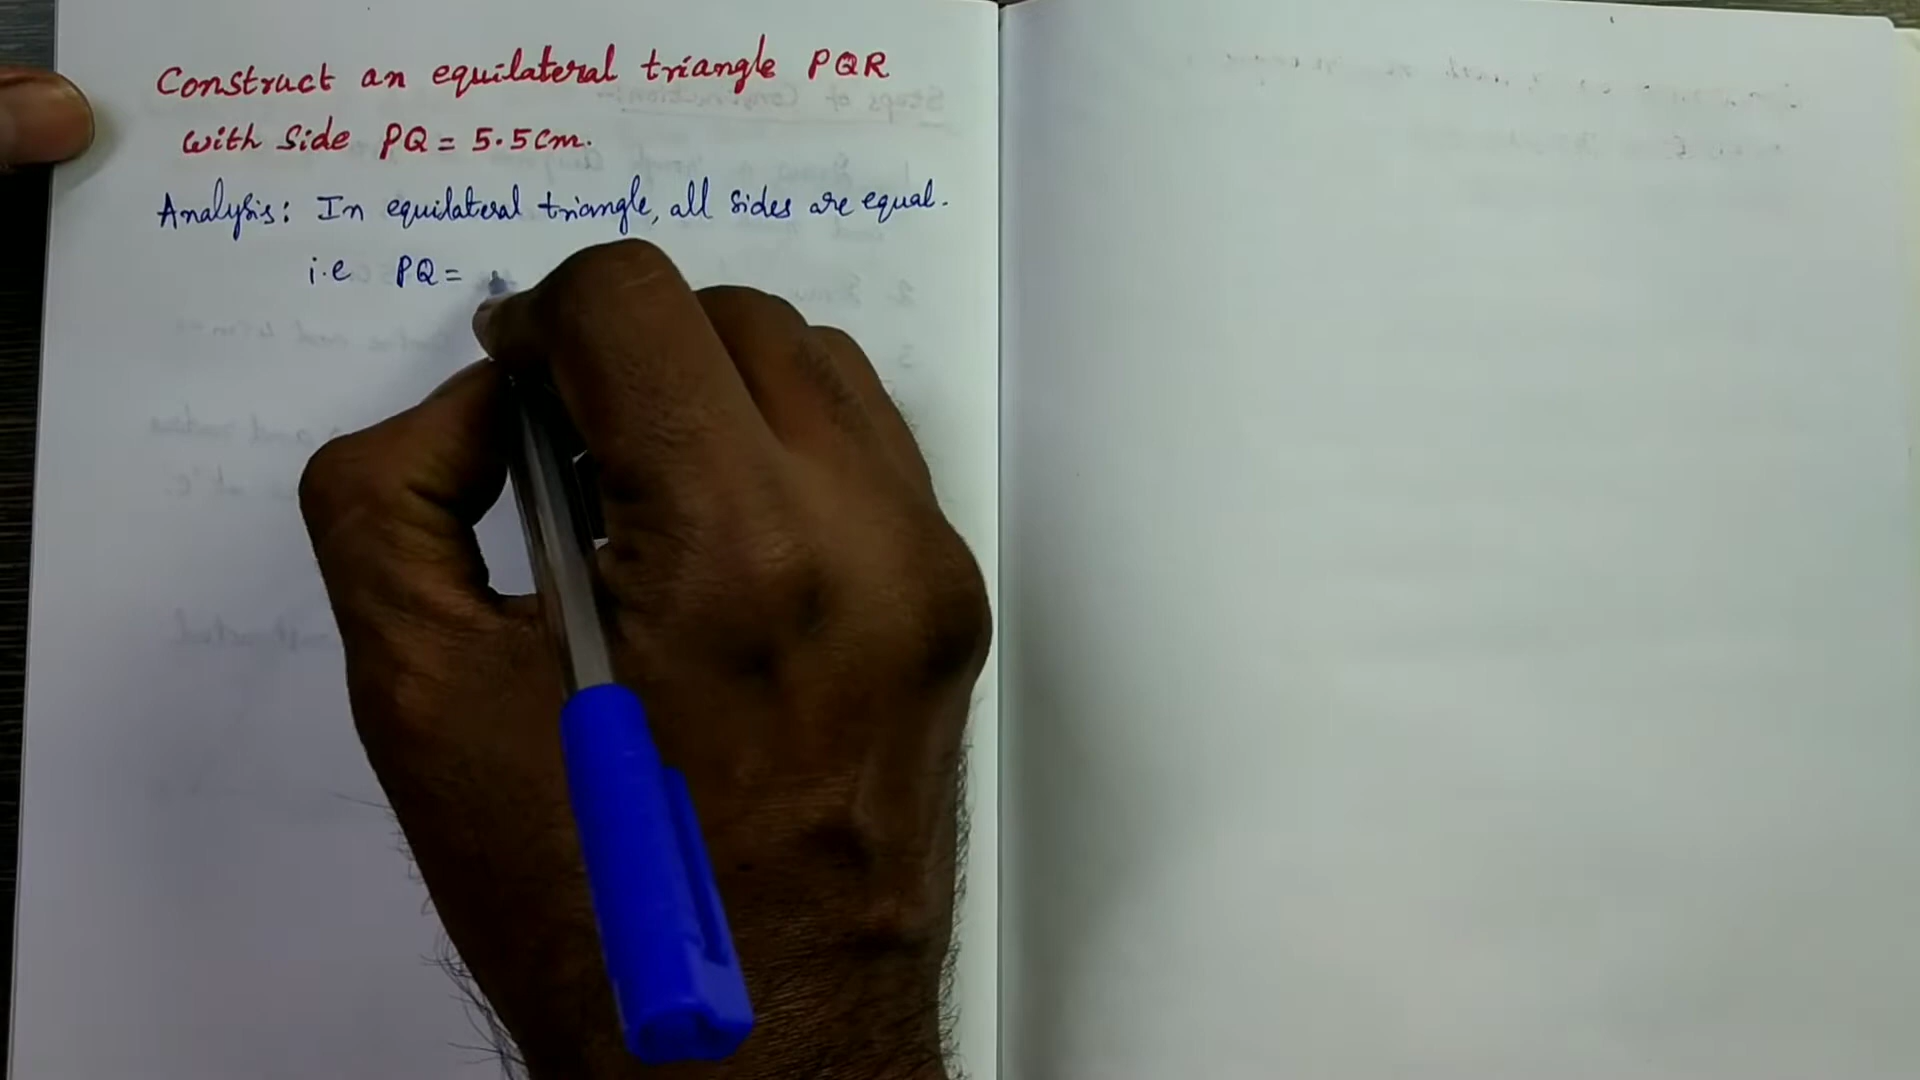 Construct an equilateral triangle PQR
with Side PQ = 5.5cm.
Analysis: In equilateral triangle, all sides are equal.
i.e PQ =